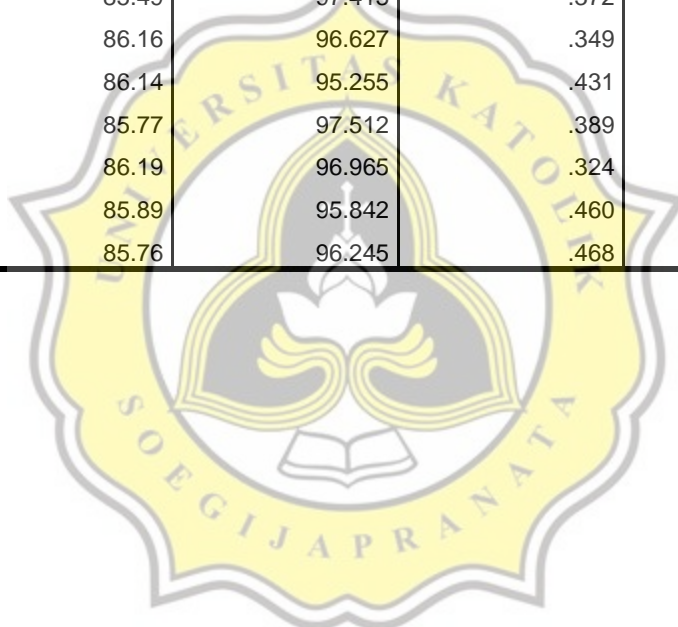 86.16 96.627 .349
86.14 95.255 .431
85.77 97.512 .389
86.19 96.965 .324
85.89 95.842 .460
85.76 96.245 .468
UNIVERSITAS KATOLIK
SOEGIJAPRANATA